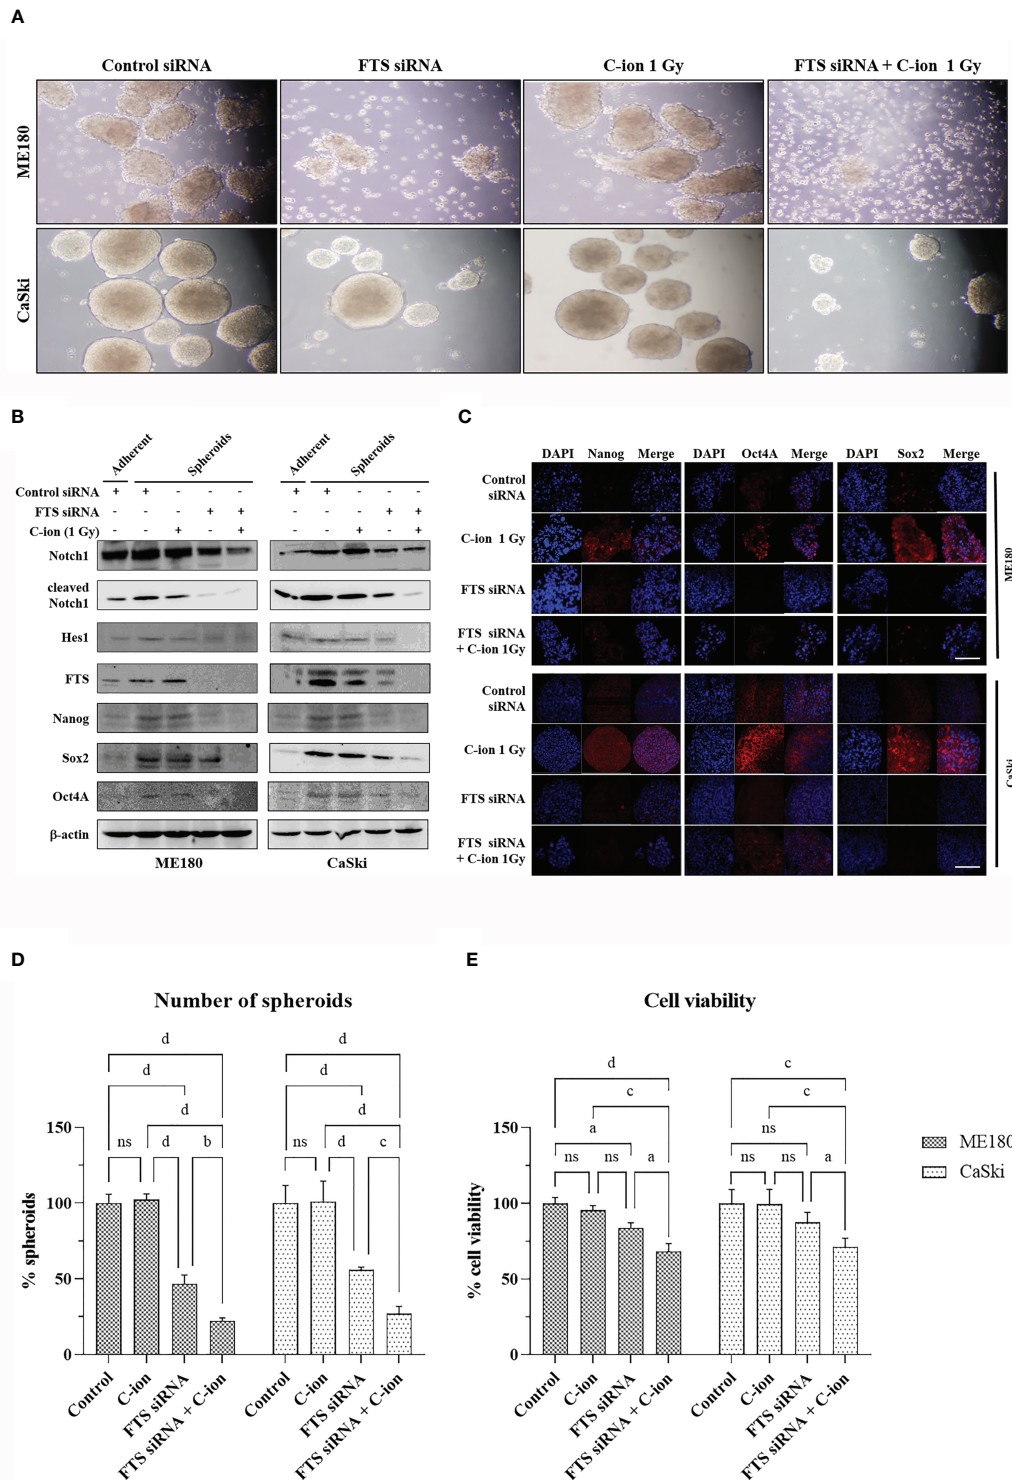 A
Control siRNA FTS siRNA C-ion 1 Gy FTS siRNA + C-ion 1 Gy
ME180
CaSki
B
Adherent Spheroids Adherent Spheroids
Control siRNA + + - - - + + - - -
FTS siRNA - - - + + - - - + +
C-ion (1 Gy) - - + - + - - + - +
Notch1
cleaved
Notch1
Hes1
FTS
Nanog
Sox2
Oct4A
β-actin
ME180 CaSki
C
DAPI Nanog Merge DAPI Oct4A Merge DAPI Sox2 Merge
Control
siRNA
C-ion 1 Gy
FTS siRNA
FTS siRNA
+ C-ion 1Gy
ME180
Control
siRNA
C-ion 1 Gy
FTS siRNA
FTS siRNA
+ C-ion 1Gy
CaSki
D
Number of spheroids
d d
d d
d d
ns d b ns d c
150
100
50
0
% spheroids
Control C-ion FTS siRNA FTS siRNA + C-ion Control C-ion FTS siRNA FTS siRNA + C-ion
E
Cell viability
d c
c c
a ns
ns ns a ns ns a
150
100
50
0
% cell viability
Control C-ion FTS siRNA FTS siRNA + C-ion Control C-ion FTS siRNA FTS siRNA + C-ion
ME180
CaSki